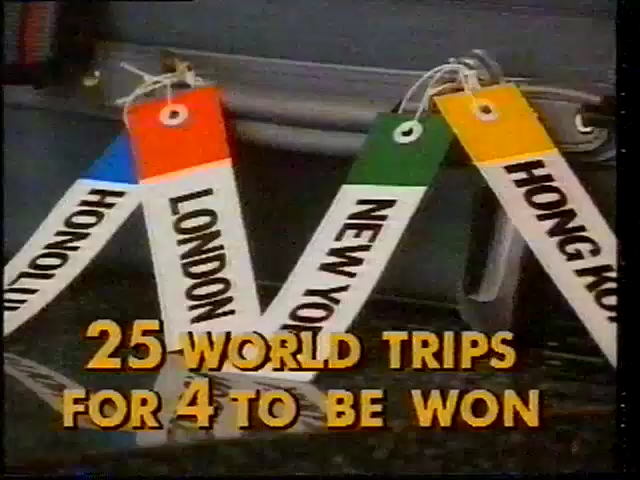 HONOLU
LONDON
NEW YOR
HONG KO
25 WORLD TRIPS
FOR 4 TO BE WON